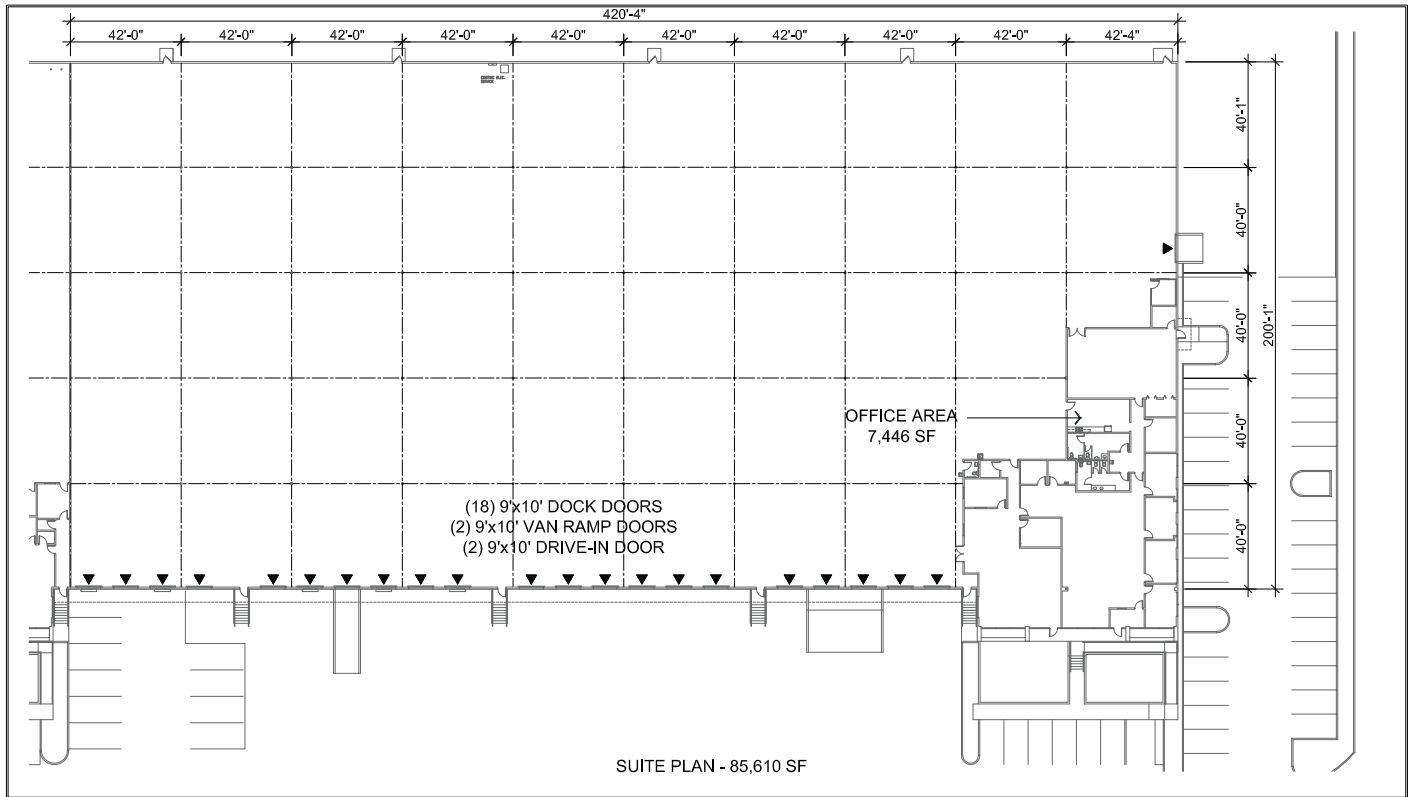 420'-4"
42'-0" 42'-0" 42'-0" 42'-0" 42'-0" 42'-0" 42'-0" 42'-0" 42'-0" 42'-4"
EXISTING ELEC.
SERVICE
40'-1"
40'-0"
40'-0"
200'-1"
40'-0"
40'-0"
OFFICE AREA
7,446 SF
(18) 9'x10' DOCK DOORS
(2) 9'x10' VAN RAMP DOORS
(2) 9'x10' DRIVE-IN DOOR
SUITE PLAN - 85,610 SF